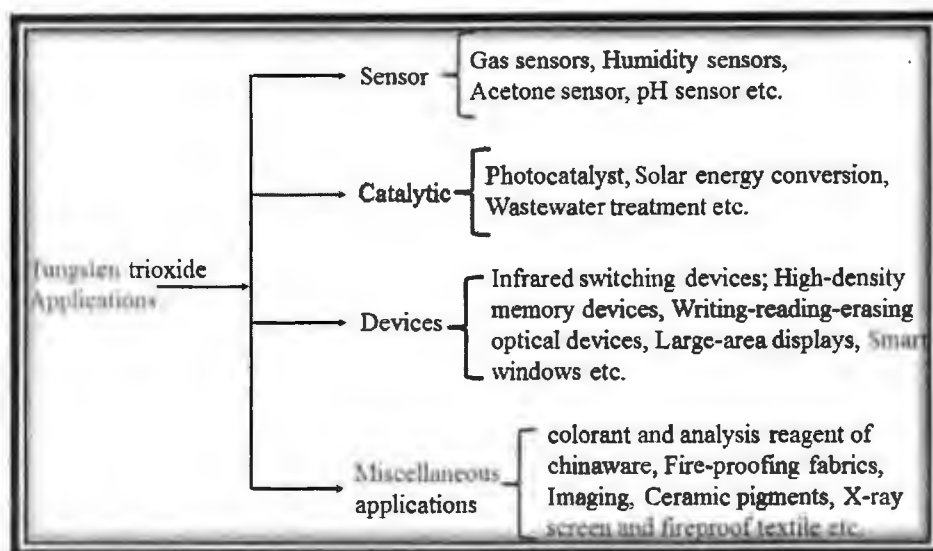 Gas sensors, Humidity sensors,
Sensor
Acetone sensor, pH sensor etc.
Photocatalyst, Solar energy conversion,
Catalytic
Wastewater treatment etc.
Tungsten trioxide
Applications
Infrared switching devices; High-density
memory devices, Writing-reading-erasing
Devices
optical devices, Large-area displays, Smart
windows etc.
colorant and analysis reagent of
chinaware, Fire-proofing fabrics,
Miscellaneous
applications
Imaging, Ceramic pigments, X-ray
screen and fireproof textile etc.